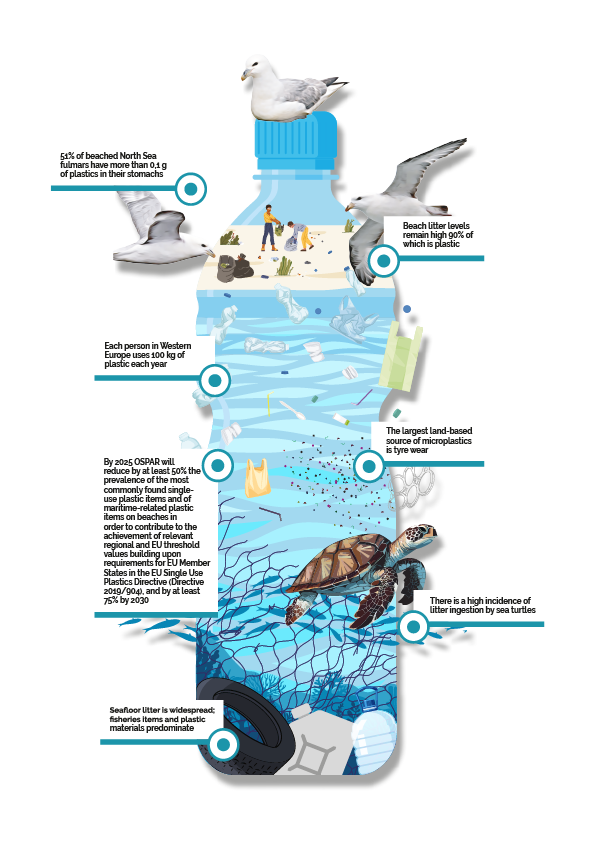 51% of beached North Sea
fulmars have more than 0,1 g
of plastics in their stomachs
Beach litter levels
remain high 90% of
which is plastic
Each person in Western
Europe uses 100 kg of
plastic each year
The largest land-based
source of microplastics
is tyre wear
By 2025 OSPAR will
reduce by at least 50% the
prevalence of the most
commonly found single-
use plastic items and of
maritime-related plastic
items on beaches in
order to contribute to the
achievement of relevant
regional and EU threshold
values building upon
requirements for EU Member
States in the EU Single Use
Plastics Directive (Directive
2019/904), and by at least
75% by 2030
There is a high incidence of
litter ingestion by sea turtles
Seafloor litter is widespread;
fisheries items and plastic
materials predominate